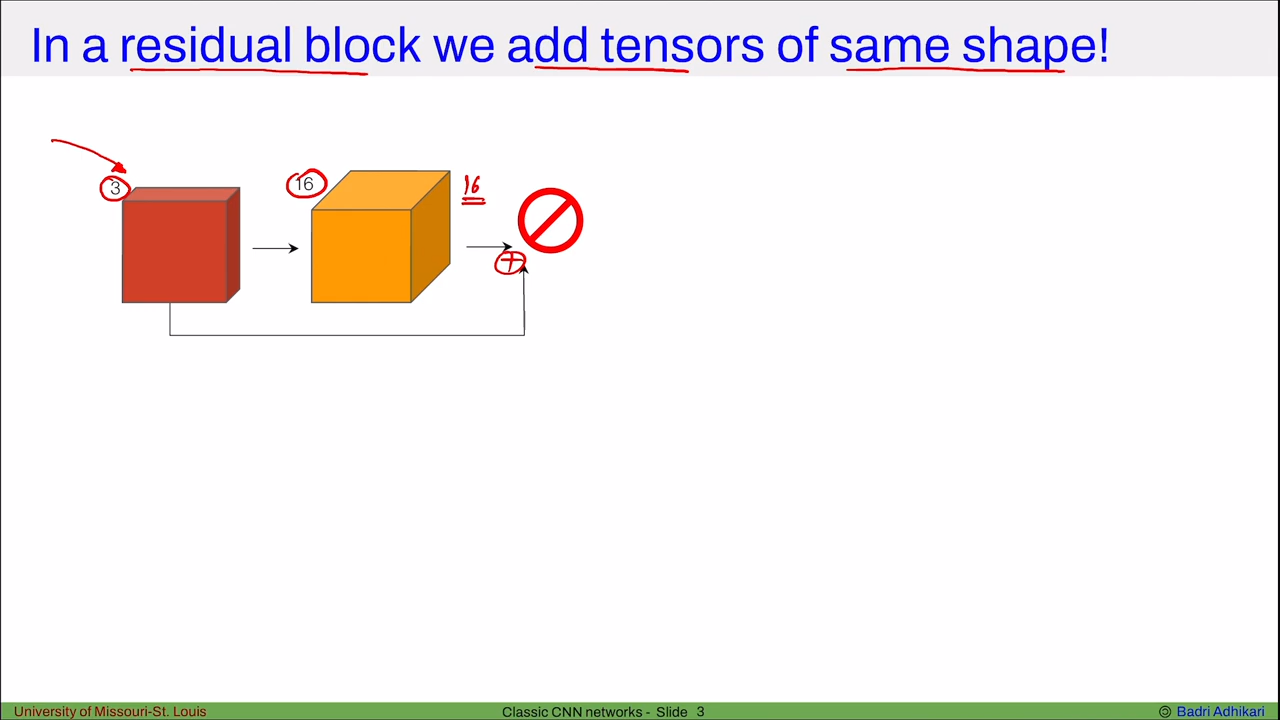 In a residual block we add tensors of same shape!
3
16
16
+
University of Missouri-St. Louis
Classic CNN networks - Slide 3
Badri Adhikari